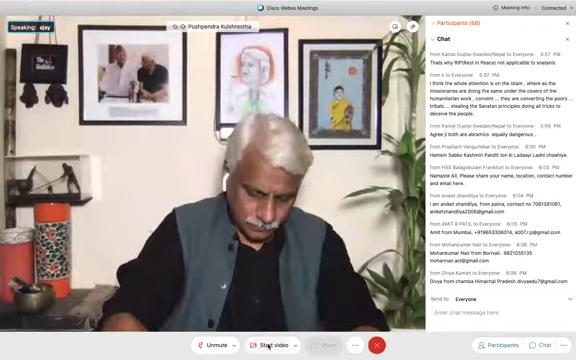 Cisco Webex Meetings
Meeting Info
Connected
Speaking: ajay
Pushpendra Kulshrestha
The
Godfather
Participants (68)
Chat
from Kamal Gupta-Sweden/Nepal to Everyone: 5:57 PM
Thats why RIP(Rest in Peace) not applicable to snatanis
from k to Everyone: 5:57 PM
I think the whole attention is on the islam , where as the
missionaries are doing the same under the covers of the
humanitarian work , convent ... they are converting the poors ...
tribals ... stealing the Sanatan principles doing all tricks to
deceive the people.
from Kamal Gupta-Sweden/Nepal to Everyone: 5:59 PM
Agree ji both are abramics equally dangerous .
from Prashant Vengurlekar to Everyone: 6:00 PM
Hamein Sabko Kashmiri Pandit ton ki Ladaayi Ladni chaahiye.
from HSS Balagokulam Frankfurt to Everyone: 6:03 PM
Namaste All, Please share your name, location, contact number
and email here.
from aniket shandilya to Everyone: 6:04 PM
I am aniket shandilya, from patna, contact no 7061381061,
aniketshandilya2006@gmail.com
from AMIT R PATIL to Everyone: 6:05 PM
Amit from Mumbai, +919653306014, a007.r.p@gmail.com
from Mohankumar Nair to Everyone: 6:06 PM
Mohankumar Nair from Borivali. 9821055135
mohannair.aol@gmail.com
from Divya Kumari to Everyone: 6:06 PM
Divya from chamba Himachal Pradesh divyaedu7@gmail.com
Send to: Everyone
Enter chat message here
Unmute
Start video
Share
Participants
Chat